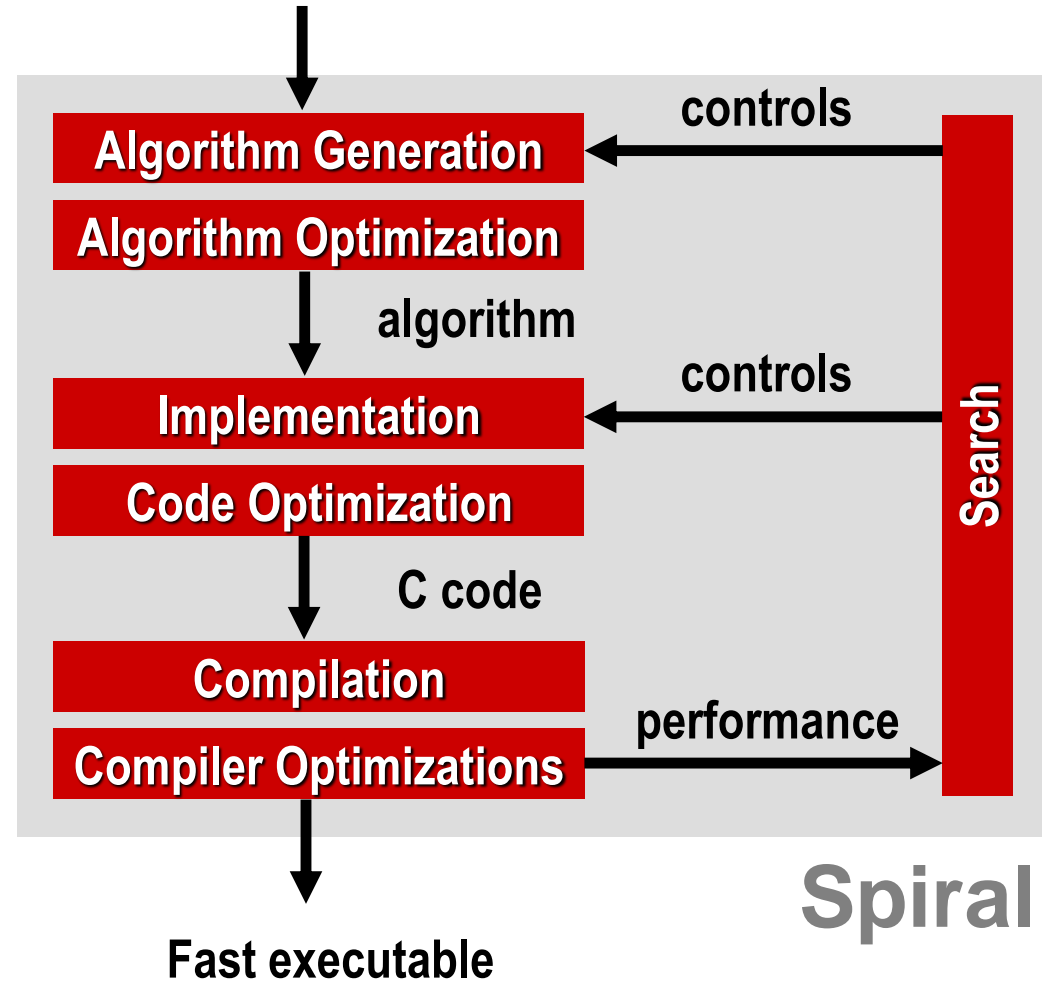 controls
Algorithm Generation
Algorithm Optimization
algorithm
controls
Implementation
Search
Code Optimization
C code
Compilation
performance
Compiler Optimizations
Spiral
Fast executable